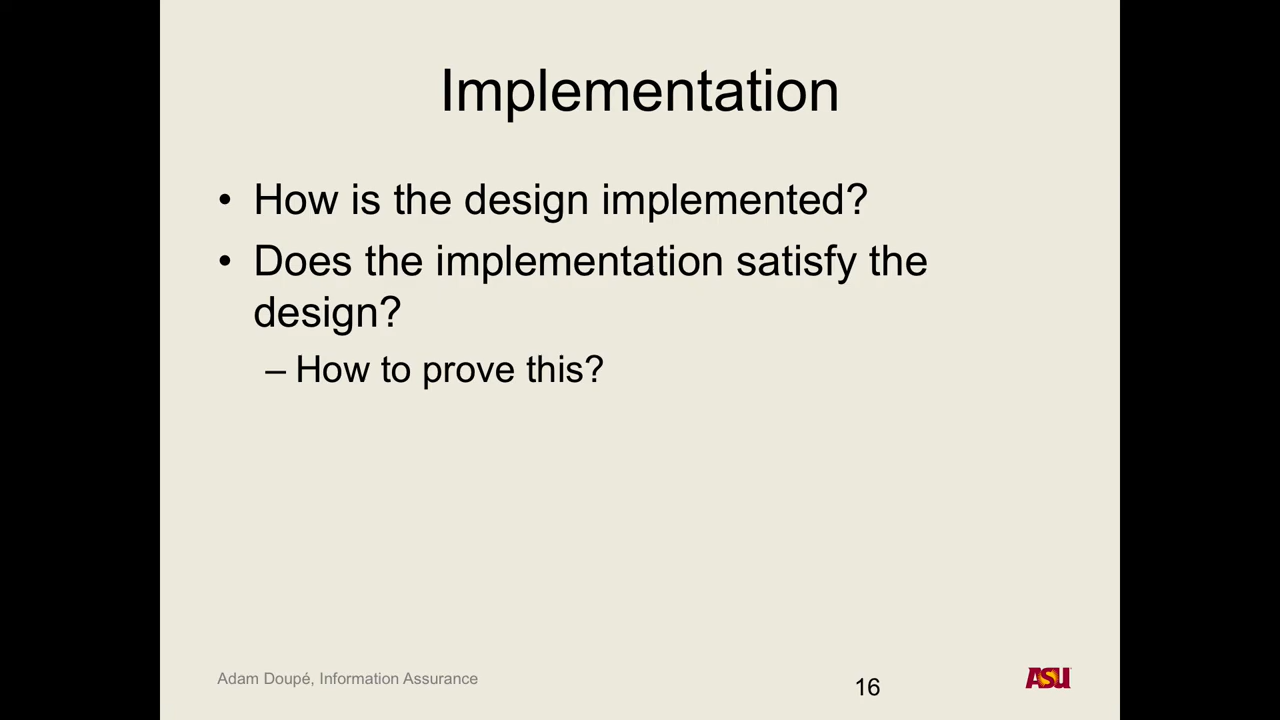 Implementation
• How is the design implemented?
• Does the implementation satisfy the
design?
– How to prove this?
Adam Doupé, Information Assurance
16
ASU